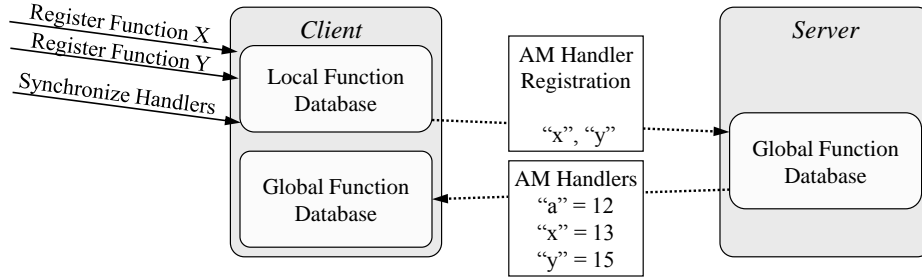 Register Function X
Register Function Y
Synchronize Handlers
Client
Local Function
Database
Global Function
Database
AM Handler
Registration
“x”, “y”
AM Handlers
“a” = 12
“x” = 13
“y” = 15
Server
Global Function
Database